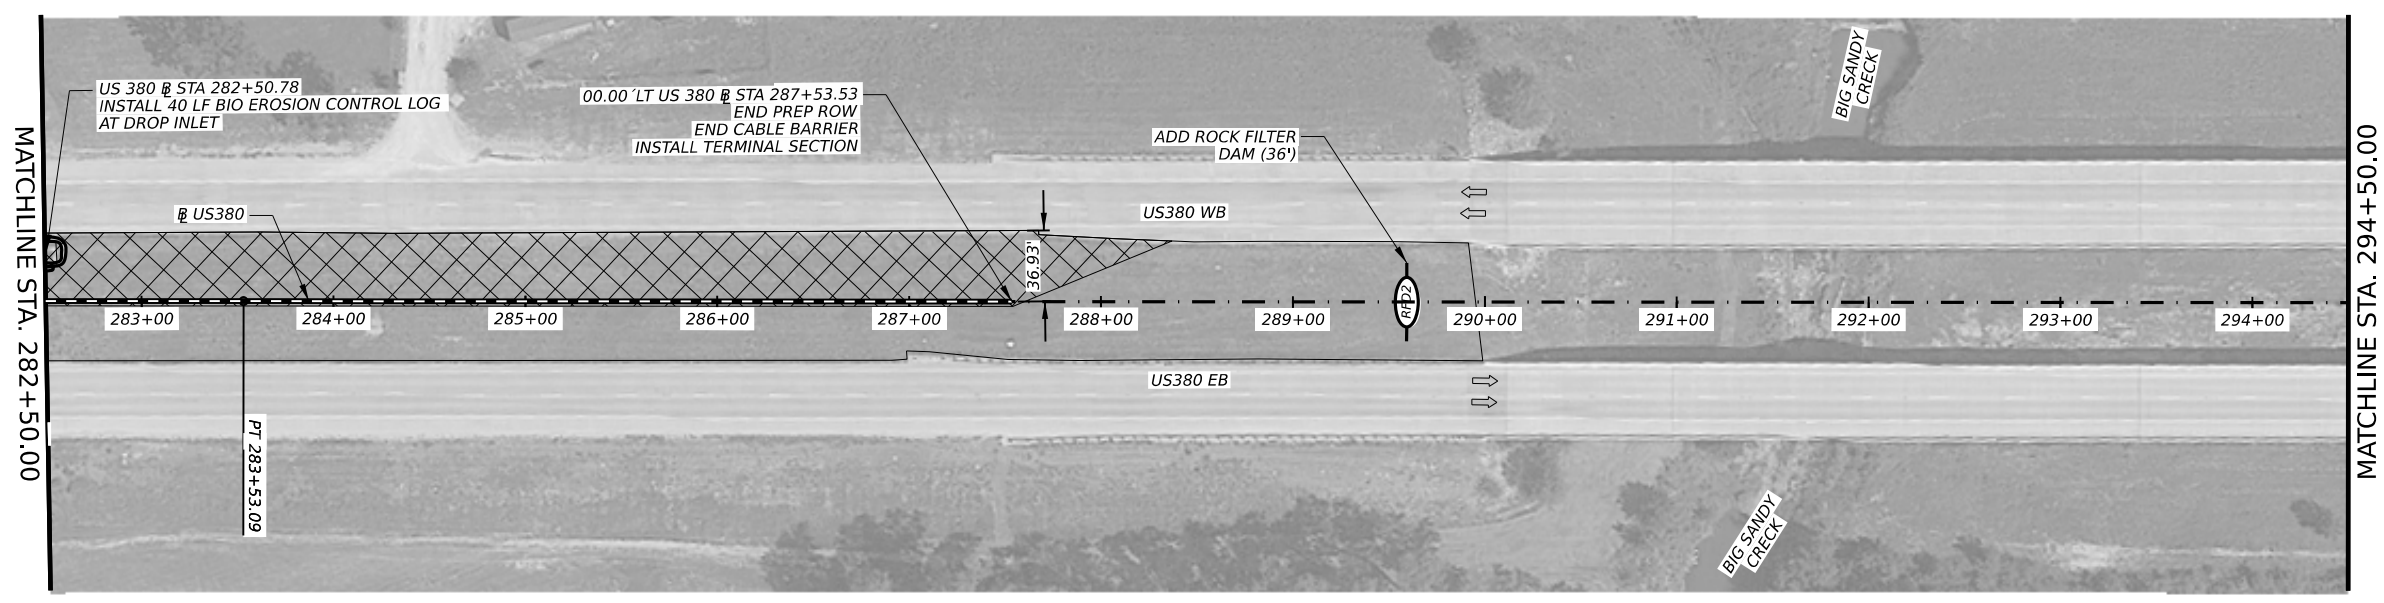 MATCHLINE STA. 282+50.00
US 380 ⅊ STA 282+50.78
INSTALL 40 LF BIO EROSION CONTROL LOG
AT DROP INLET
00.00´LT US 380 ⅊ STA 287+53.53
END PREP ROW
END CABLE BARRIER
INSTALL TERMINAL SECTION
ADD ROCK FILTER
DAM (36')
BIG SANDY
CRECK
⅊ US380
US380 WB
36.93'
RFD2
283+00
284+00
285+00
286+00
287+00
288+00
289+00
290+00
291+00
292+00
293+00
294+00
US380 EB
PT 283+53.09
BIG SANDY
CRECK
MATCHLINE STA. 294+50.00